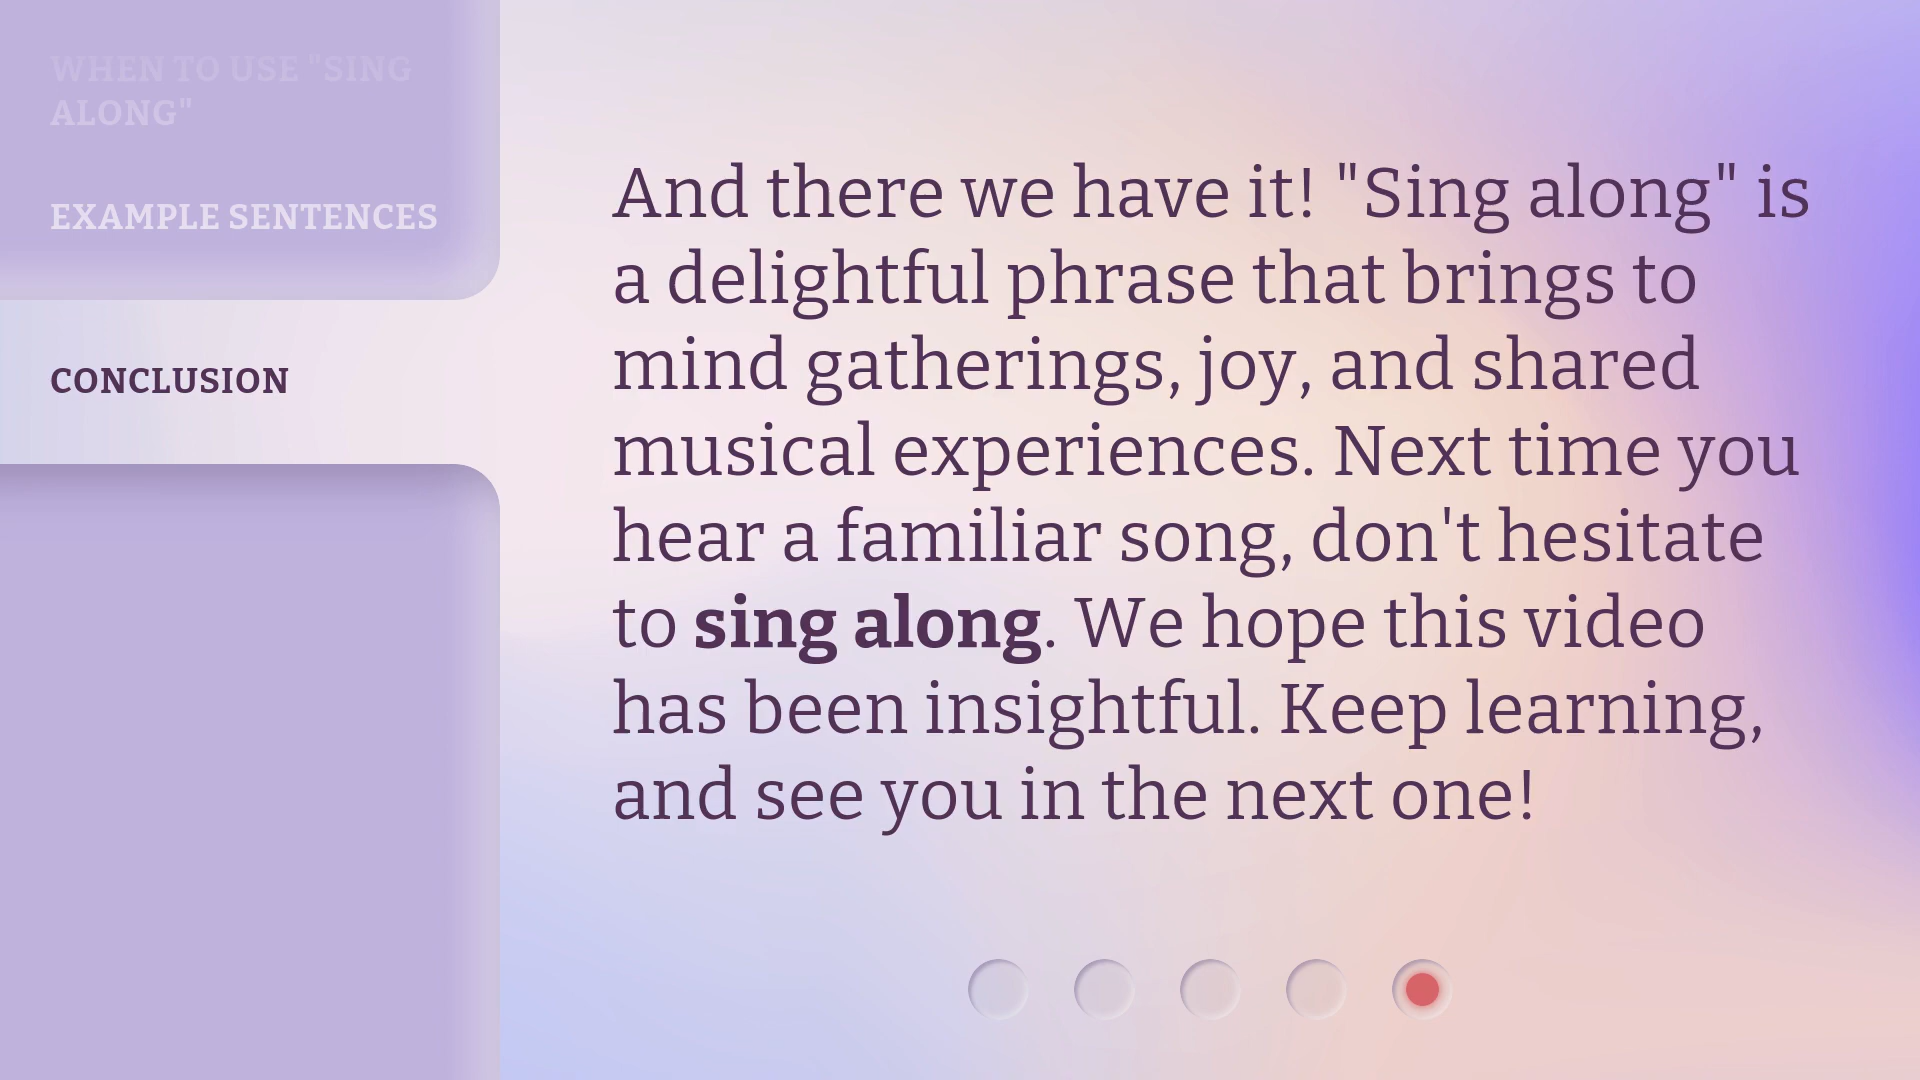 WHEN TO USE "SING
ALONG"
EXAMPLE SENTENCES
CONCLUSION
And there we have it! "Sing along" is
a delightful phrase that brings to
mind gatherings, joy, and shared
musical experiences. Next time you
hear a familiar song, don't hesitate
to sing along. We hope this video
has been insightful. Keep learning,
and see you in the next one!